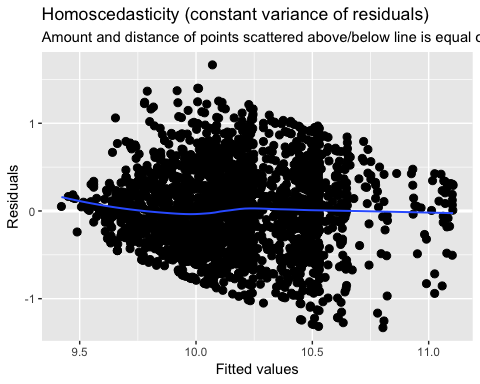 Homoscedasticity (constant variance of residuals)
Amount and distance of points scattered above/below line is equal
1
0
-1
Residuals
9.5 10.0 10.5 11.0
Fitted values